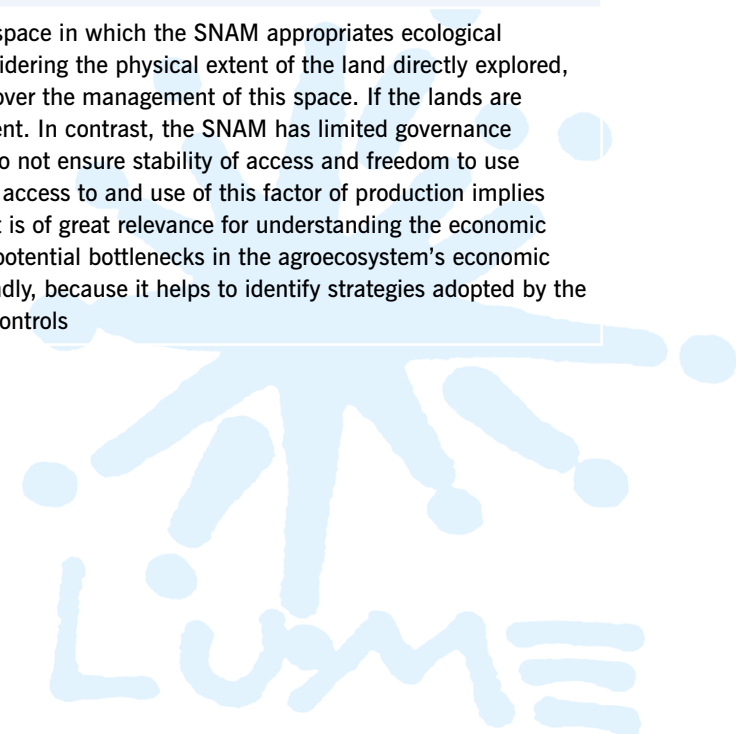 space in which the SNAM appropriates ecological
idering the physical extent of the land directly explored,
over the management of this space. If the lands are
ent. In contrast, the SNAM has limited governance
o not ensure stability of access and freedom to use
access to and use of this factor of production implies
t is of great relevance for understanding the economic
potential bottlenecks in the agroecosystem's economic
ndly, because it helps to identify strategies adopted by the
controls
LUME